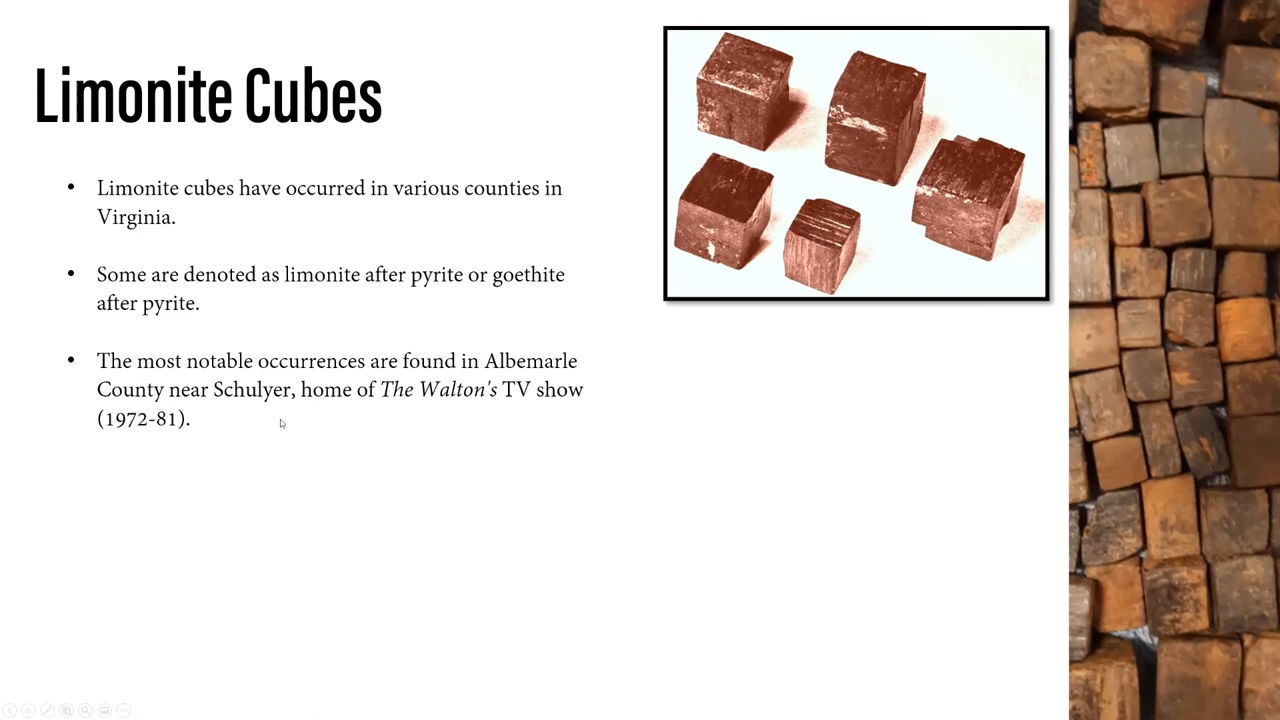 Limonite Cubes
• Limonite cubes have occurred in various counties in
Virginia.
• Some are denoted as limonite after pyrite or goethite
after pyrite.
• The most notable occurrences are found in Albemarle
County near Schulyer, home of The Walton's TV show
(1972-81).